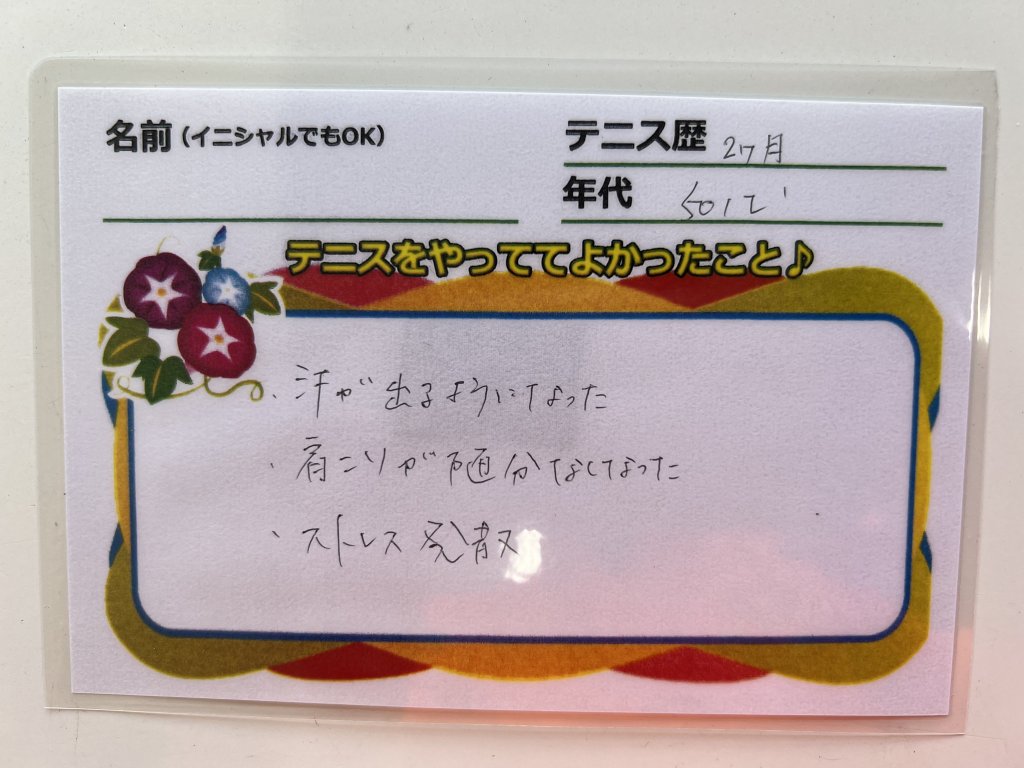 名前（イニシャルでもOK）
テニス歴 2ヶ月
年代 50代
テニスをやっててよかったこと♪
・汗が出るようになった
・肩こりが随分なくなった
・ストレス発散